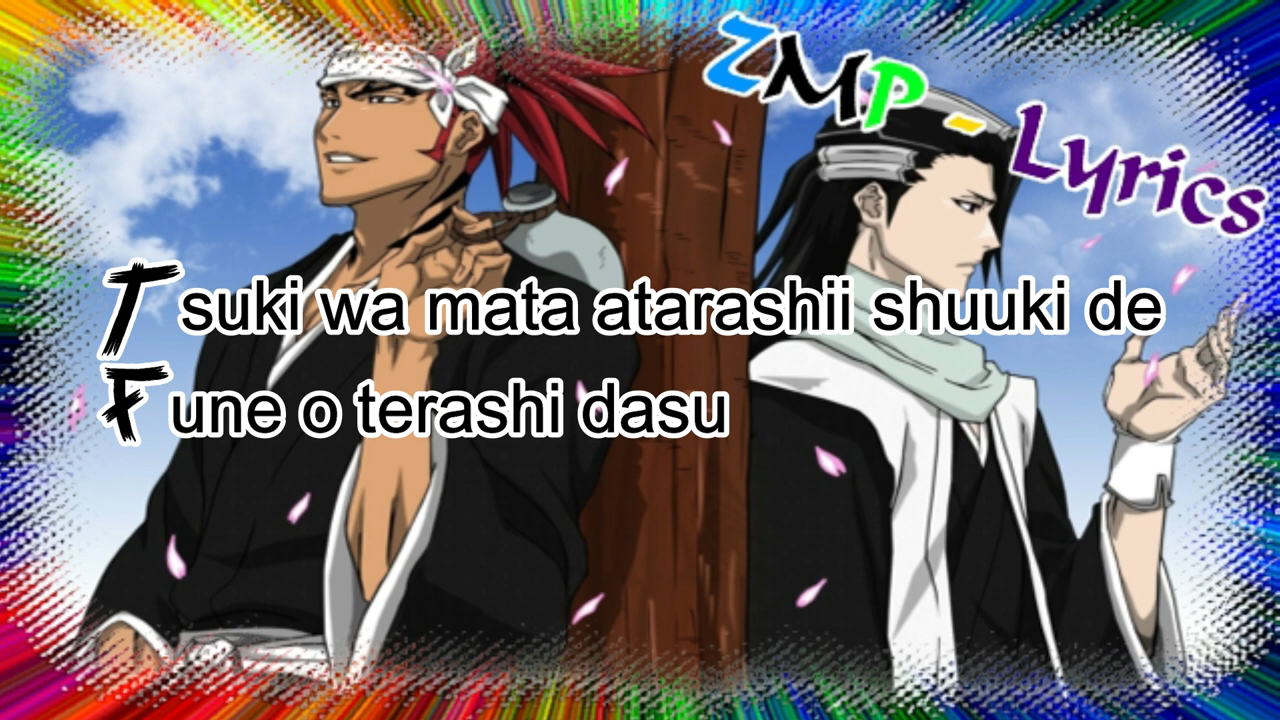 ZMP - Lyrics
Tsuki wa mata atarashii shuuki de
Fune o terashi dasu